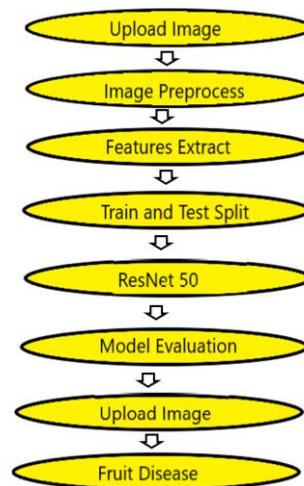 Upload Image
Image Preprocess
Features Extract
Train and Test Split
ResNet 50
Model Evaluation
Upload Image
Fruit Disease